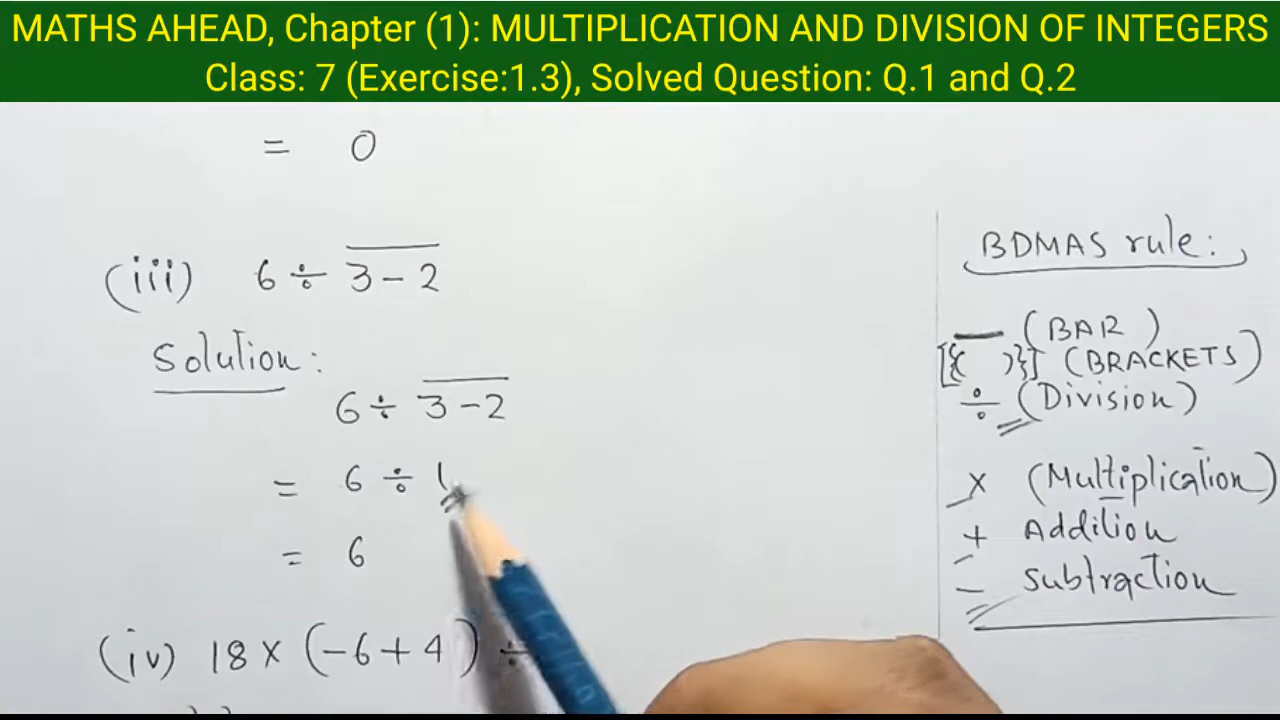 MATHS AHEAD, Chapter (1): MULTIPLICATION AND DIVISION OF INTEGERS
Class: 7 (Exercise:1.3), Solved Question: Q.1 and Q.2
= 0
(iii) 6 ÷ 3̅ ̅-̅ ̅2̅
Solution:
6 ÷ 3̅ ̅-̅ ̅2̅
= 6 ÷ 1
= 6
(iv) 18 × (-6+4) ÷
BDMAS rule:
— (BAR)
[{( )}] (BRACKETS)
÷ (Division)
× (Multiplication)
+ Addition
- Subtraction